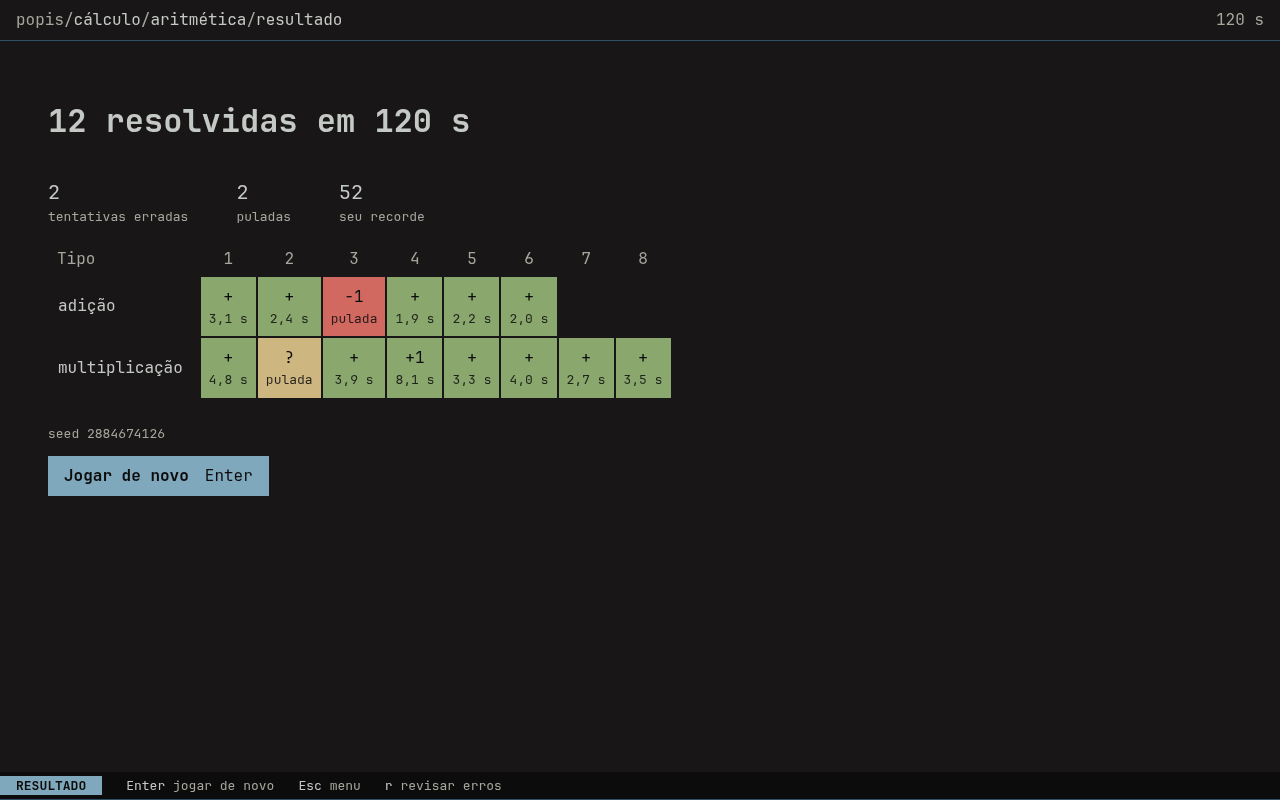 popis/cálculo/aritmética/resultado 120 s
12 resolvidas em 120 s
2 2 52
tentativas erradas puladas seu recorde
Tipo 1 2 3 4 5 6 7 8
+ + -1 + + +
adição
3,1 s 2,4 s pulada 1,9 s 2,2 s 2,0 s
+ ? + +1 + + + +
multiplicação
4,8 s pulada 3,9 s 8,1 s 3,3 s 4,0 s 2,7 s 3,5 s
seed 2884674126
Jogar de novo Enter
RESULTADO Enter jogar de novo Esc menu r revisar erros